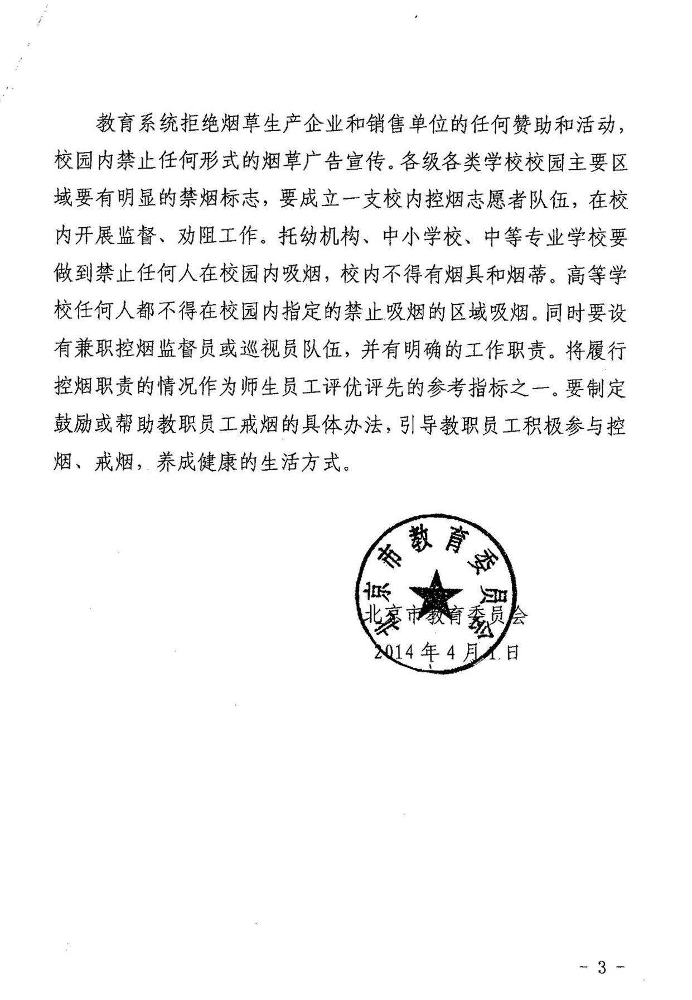 教育系统拒绝烟草生产企业和销售单位的任何赞助和活动，
校园内禁止任何形式的烟草广告宣传。各级各类学校校园主要区
域要有明显的禁烟标志，要成立一支校内控烟志愿者队伍，在校
内开展监督、劝阻工作。托幼机构、中小学校、中等专业学校要
做到禁止任何人在校园内吸烟，校内不得有烟具和烟蒂。高等学
校任何人都不得在校园内指定的禁止吸烟的区域吸烟。同时要设
有兼职控烟监督员或巡视员队伍，并有明确的工作职责。将履行
控烟职责的情况作为师生员工评优评先的参考指标之一。要制定
鼓励或帮助教职员工戒烟的具体办法，引导教职员工积极参与控
烟、戒烟，养成健康的生活方式。
北京市教育委员会
北京市教育委员会
2014年4月1日
- 3 -